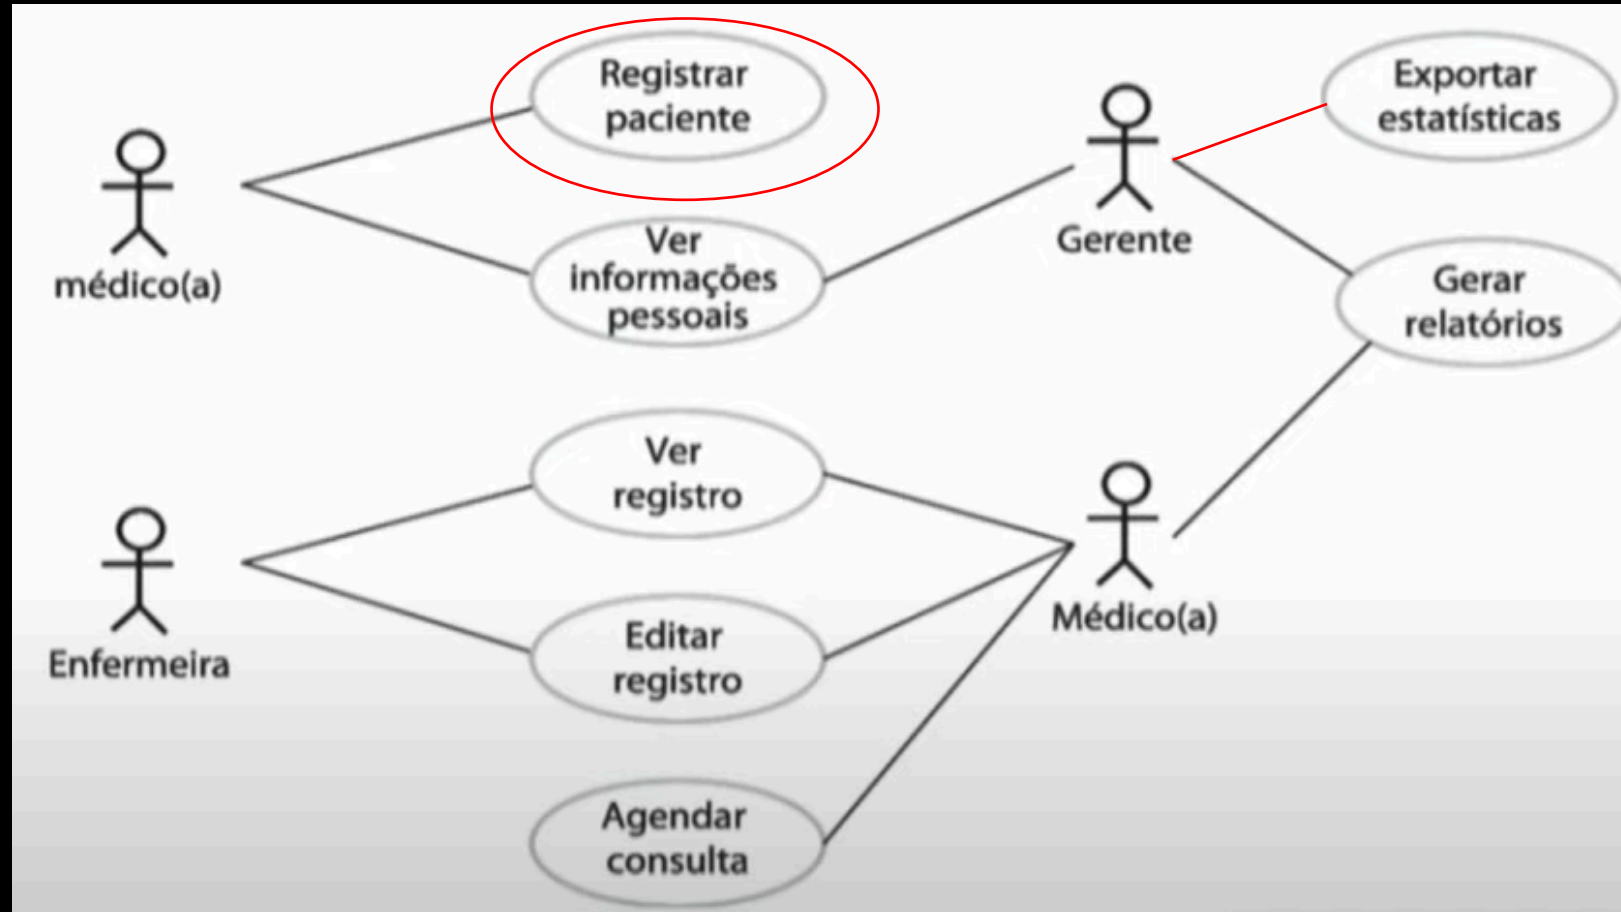 Registrar
paciente
Exportar
estatísticas
médico(a)
Ver
informações
pessoais
Gerente
Gerar
relatórios
Ver
registro
Enfermeira
Editar
registro
Médico(a)
Agendar
consulta